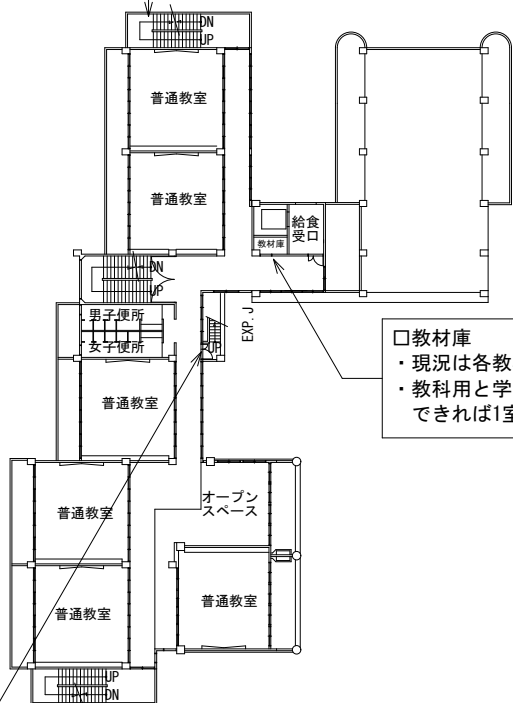 DN
UP
普通教室
普通教室
給食
受口
教材庫
DN
UP
EXP.J
男子便所
女子便所
UP
□教材庫
・現況は各教
・教科用と学
できれば1室
普通教室
普通教室
オープン
スペース
普通教室
普通教室
UP
DN